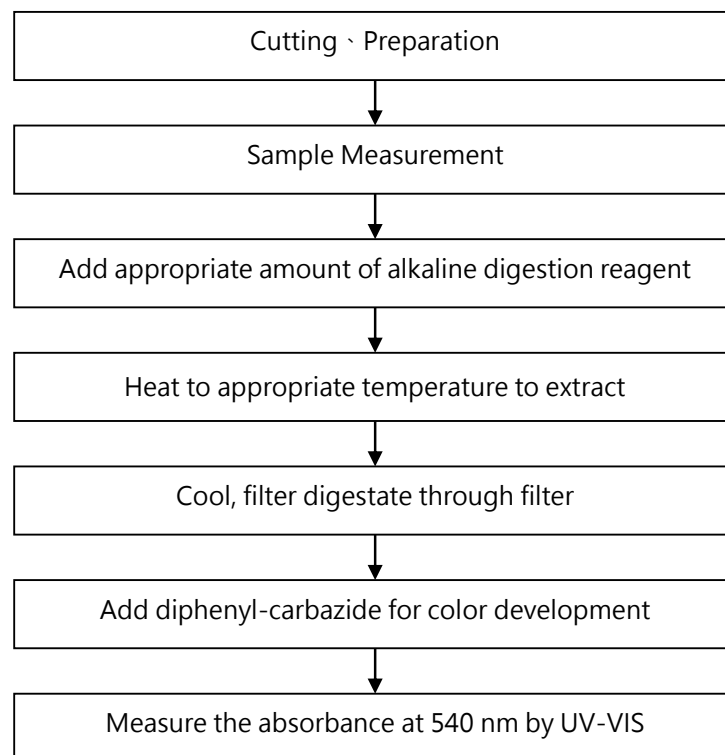 Cutting、Preparation
Sample Measurement
Add appropriate amount of alkaline digestion reagent
Heat to appropriate temperature to extract
Cool, filter digestate through filter
Add diphenyl-carbazide for color development
Measure the absorbance at 540 nm by UV-VIS